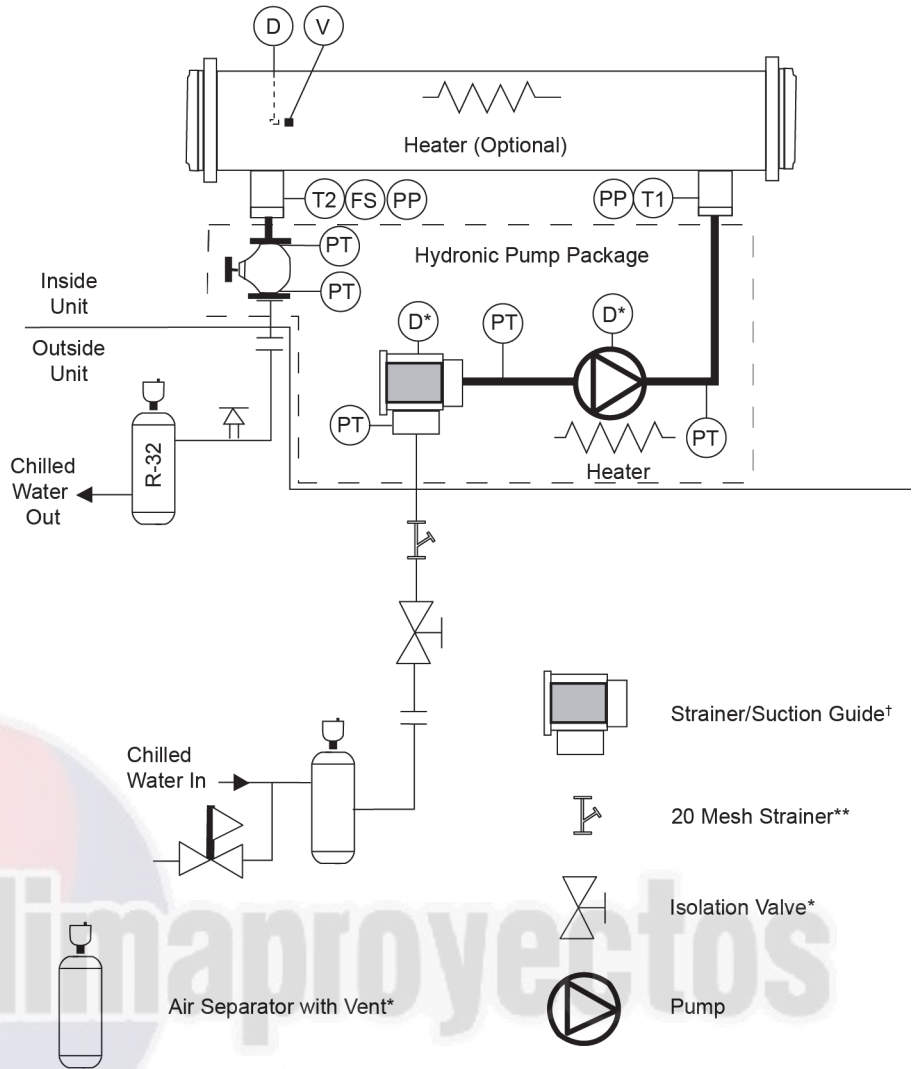 D V
Heater (Optional)
T2 FS PP
PP T1
PT
Hydronic Pump Package
PT
Inside
Unit
Outside
Unit
D*
PT
D*
PT
PT
Heater
R-32
Chilled
Water
Out
Strainer/Suction Guide†
Chilled
Water In
20 Mesh Strainer**
Isolation Valve*
limaproyectos
Air Separator with Vent*
Pump